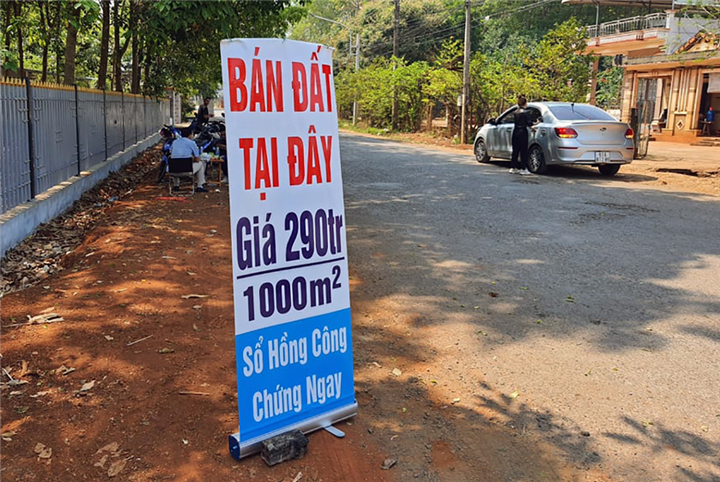 BÁN ĐẤT
TẠI ĐÂY
Giá 290tr
1000m²
Sổ Hồng Công
Chứng Ngay